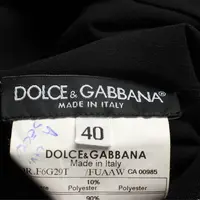 DOLCE & GABBANA®
MADE IN ITALY
40
DOLCE&GABBANA
MADE IN ITALY
R.F6G29T /FUAAW CA 00985
10%
Polyester
Polyester
90%